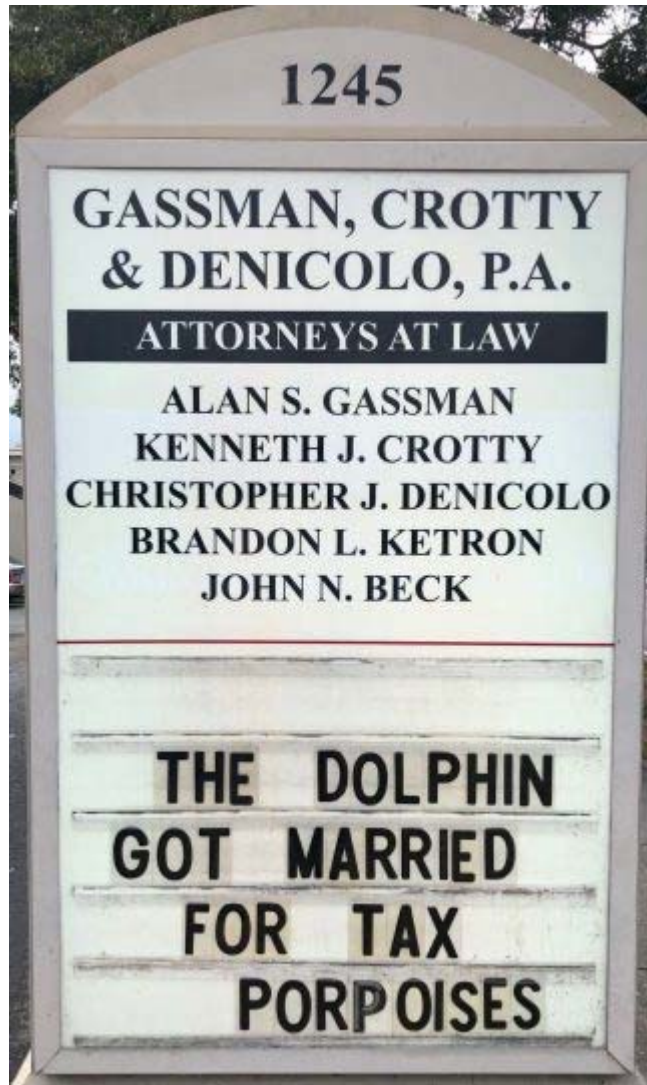 1245
GASSMAN, CROTTY
& DENICOLO, P.A.
ATTORNEYS AT LAW
ALAN S. GASSMAN
KENNETH J. CROTTY
CHRISTOPHER J. DENICOLO
BRANDON L. KETRON
JOHN N. BECK
THE DOLPHIN
GOT MARRIED
FOR TAX
PORPOISES